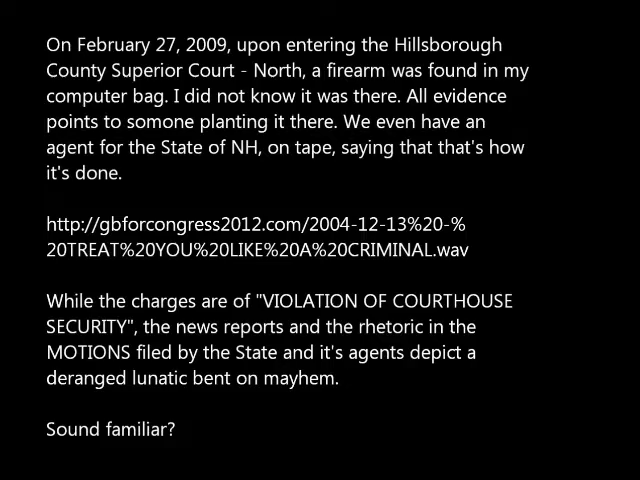 On February 27, 2009, upon entering the Hillsborough
County Superior Court - North, a firearm was found in my
computer bag. I did not know it was there. All evidence
points to somone planting it there. We even have an
agent for the State of NH, on tape, saying that that's how
it's done.
http://gbforcongress2012.com/2004-12-13%20-%
20TREAT%20YOU%20LIKE%20A%20CRIMINAL.wav
While the charges are of "VIOLATION OF COURTHOUSE
SECURITY", the news reports and the rhetoric in the
MOTIONS filed by the State and it's agents depict a
deranged lunatic bent on mayhem.
Sound familiar?